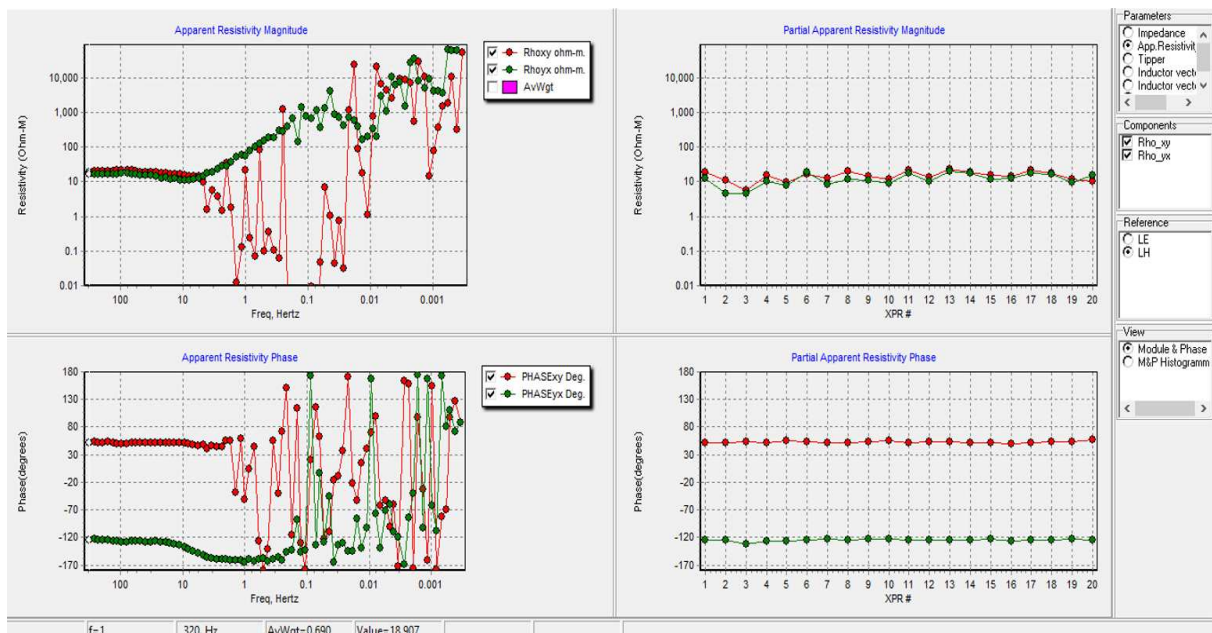 Apparent Resistivity Magnitude
Resistivity (Ohm-M)
10,000
1,000
100
10
1
0.1
0.01
100 10 1 0.1 0.01 0.001
Freq, Hertz
Rhoxy ohm-m.
Rhoyx ohm-m.
AvWgt
Partial Apparent Resistivity Magnitude
Resistivity (Ohm-M)
10,000
1,000
100
10
1
0.1
0.01
1 2 3 4 5 6 7 8 9 10 11 12 13 14 15 16 17 18 19 20
XPR #
Parameters
Impedance
App.Resistivity
Tipper
Inductor vect
Inductor vect
Components
Rho_xy
Rho_yx
Reference
LE
LH
Apparent Resistivity Phase
Phase(degrees)
180
130
80
30
-20
-70
-120
-170
100 10 1 0.1 0.01 0.001
Freq, Hertz
PHASExy Deg.
PHASEyx Deg.
Partial Apparent Resistivity Phase
Phase(degrees)
180
130
80
30
-20
-70
-120
-170
1 2 3 4 5 6 7 8 9 10 11 12 13 14 15 16 17 18 19 20
XPR #
View
Module & Phase
M&P Histogramm
f=1 320 Hz AvWgt=0.690 Value=18.907